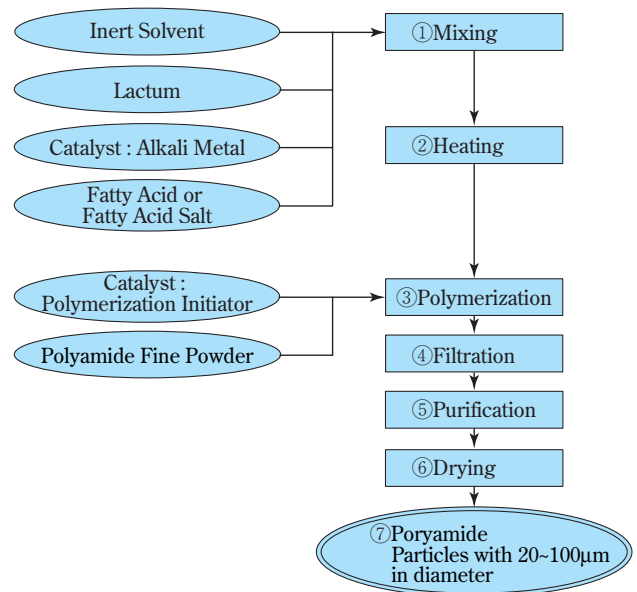 Inert Solvent
①Mixing
Lactum
Catalyst : Alkali Metal
②Heating
Fatty Acid or
Fatty Acid Salt
Catalyst :
Polymerization Initiator
③Polymerization
Polyamide Fine Powder
④Filtration
⑤Purification
⑥Drying
⑦Poryamide
Particles with 20~100μm
in diameter